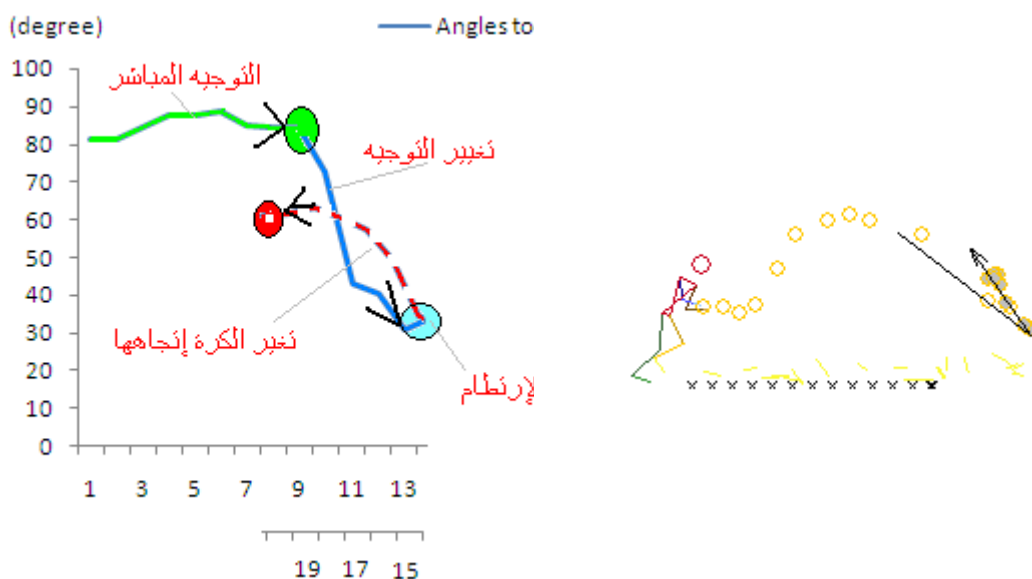 (degree)
Angles to
100
90
80
70
60
50
40
30
20
10
0
التوجيه المباشر
تغيير التوجيه
تغير الكرة إتجاهها
لإرتطام
1 3 5 7 9 11 13
19 17 15